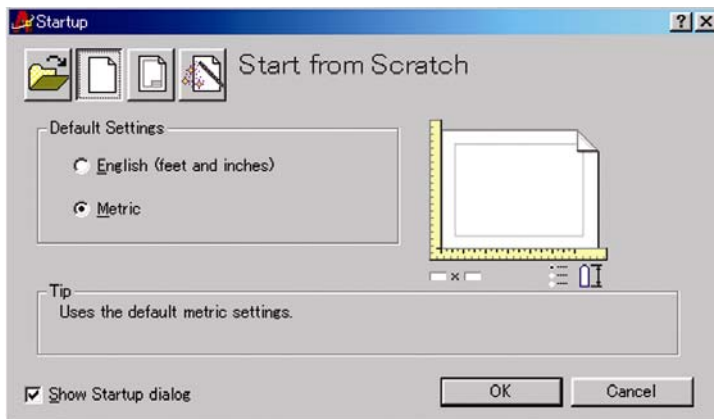 Startup
Start from Scratch
Default Settings
English (feet and inches)
Metric
Tip
Uses the default metric settings.
Show Startup dialog
OK
Cancel